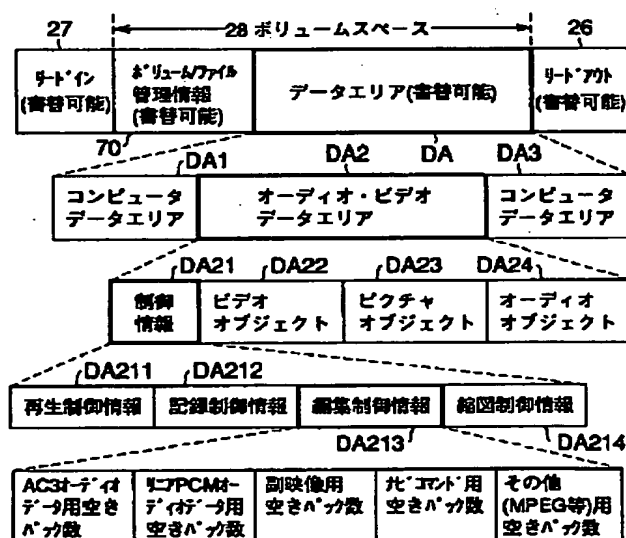 27
28 ボリュームスペース
26
リードイン
(書替可能)
ボリューム/ファイル
管理情報
(書替可能)
データエリア(書替可能)
リードアウト
(書替可能)
70
DA1
DA2
DA
DA3
コンピュータ
データエリア
オーディオ・ビデオ
データエリア
コンピュータ
データエリア
DA21
DA22
DA23
DA24
制御
情報
ビデオ
オブジェクト
ピクチャ
オブジェクト
オーディオ
オブジェクト
DA211
DA212
再生制御情報
記録制御情報
編集制御情報
縮図制御情報
DA213
DA214
AC3オーディオ
データ用空き
パック数
リニアPCMオー
ディオデータ用
空きパック数
副映像用
空きパック数
ナビコマンド用
空きパック数
その他
(MPEG等)用
空きパック数